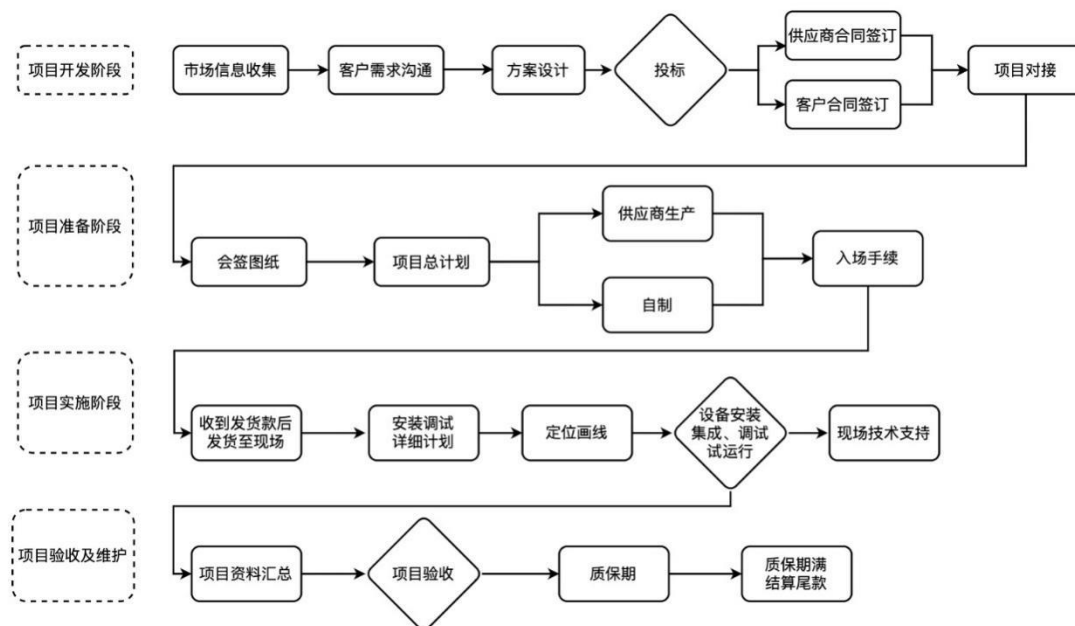 项目开发阶段
市场信息收集
客户需求沟通
方案设计
投标
供应商合同签订
客户合同签订
项目对接
项目准备阶段
会签图纸
项目总计划
供应商生产
自制
入场手续
项目实施阶段
收到发货款后
发货至现场
安装调试
详细计划
定位画线
设备安装
集成、调试
试运行
现场技术支持
项目验收及维护
项目资料汇总
项目验收
质保期
质保期满
结算尾款